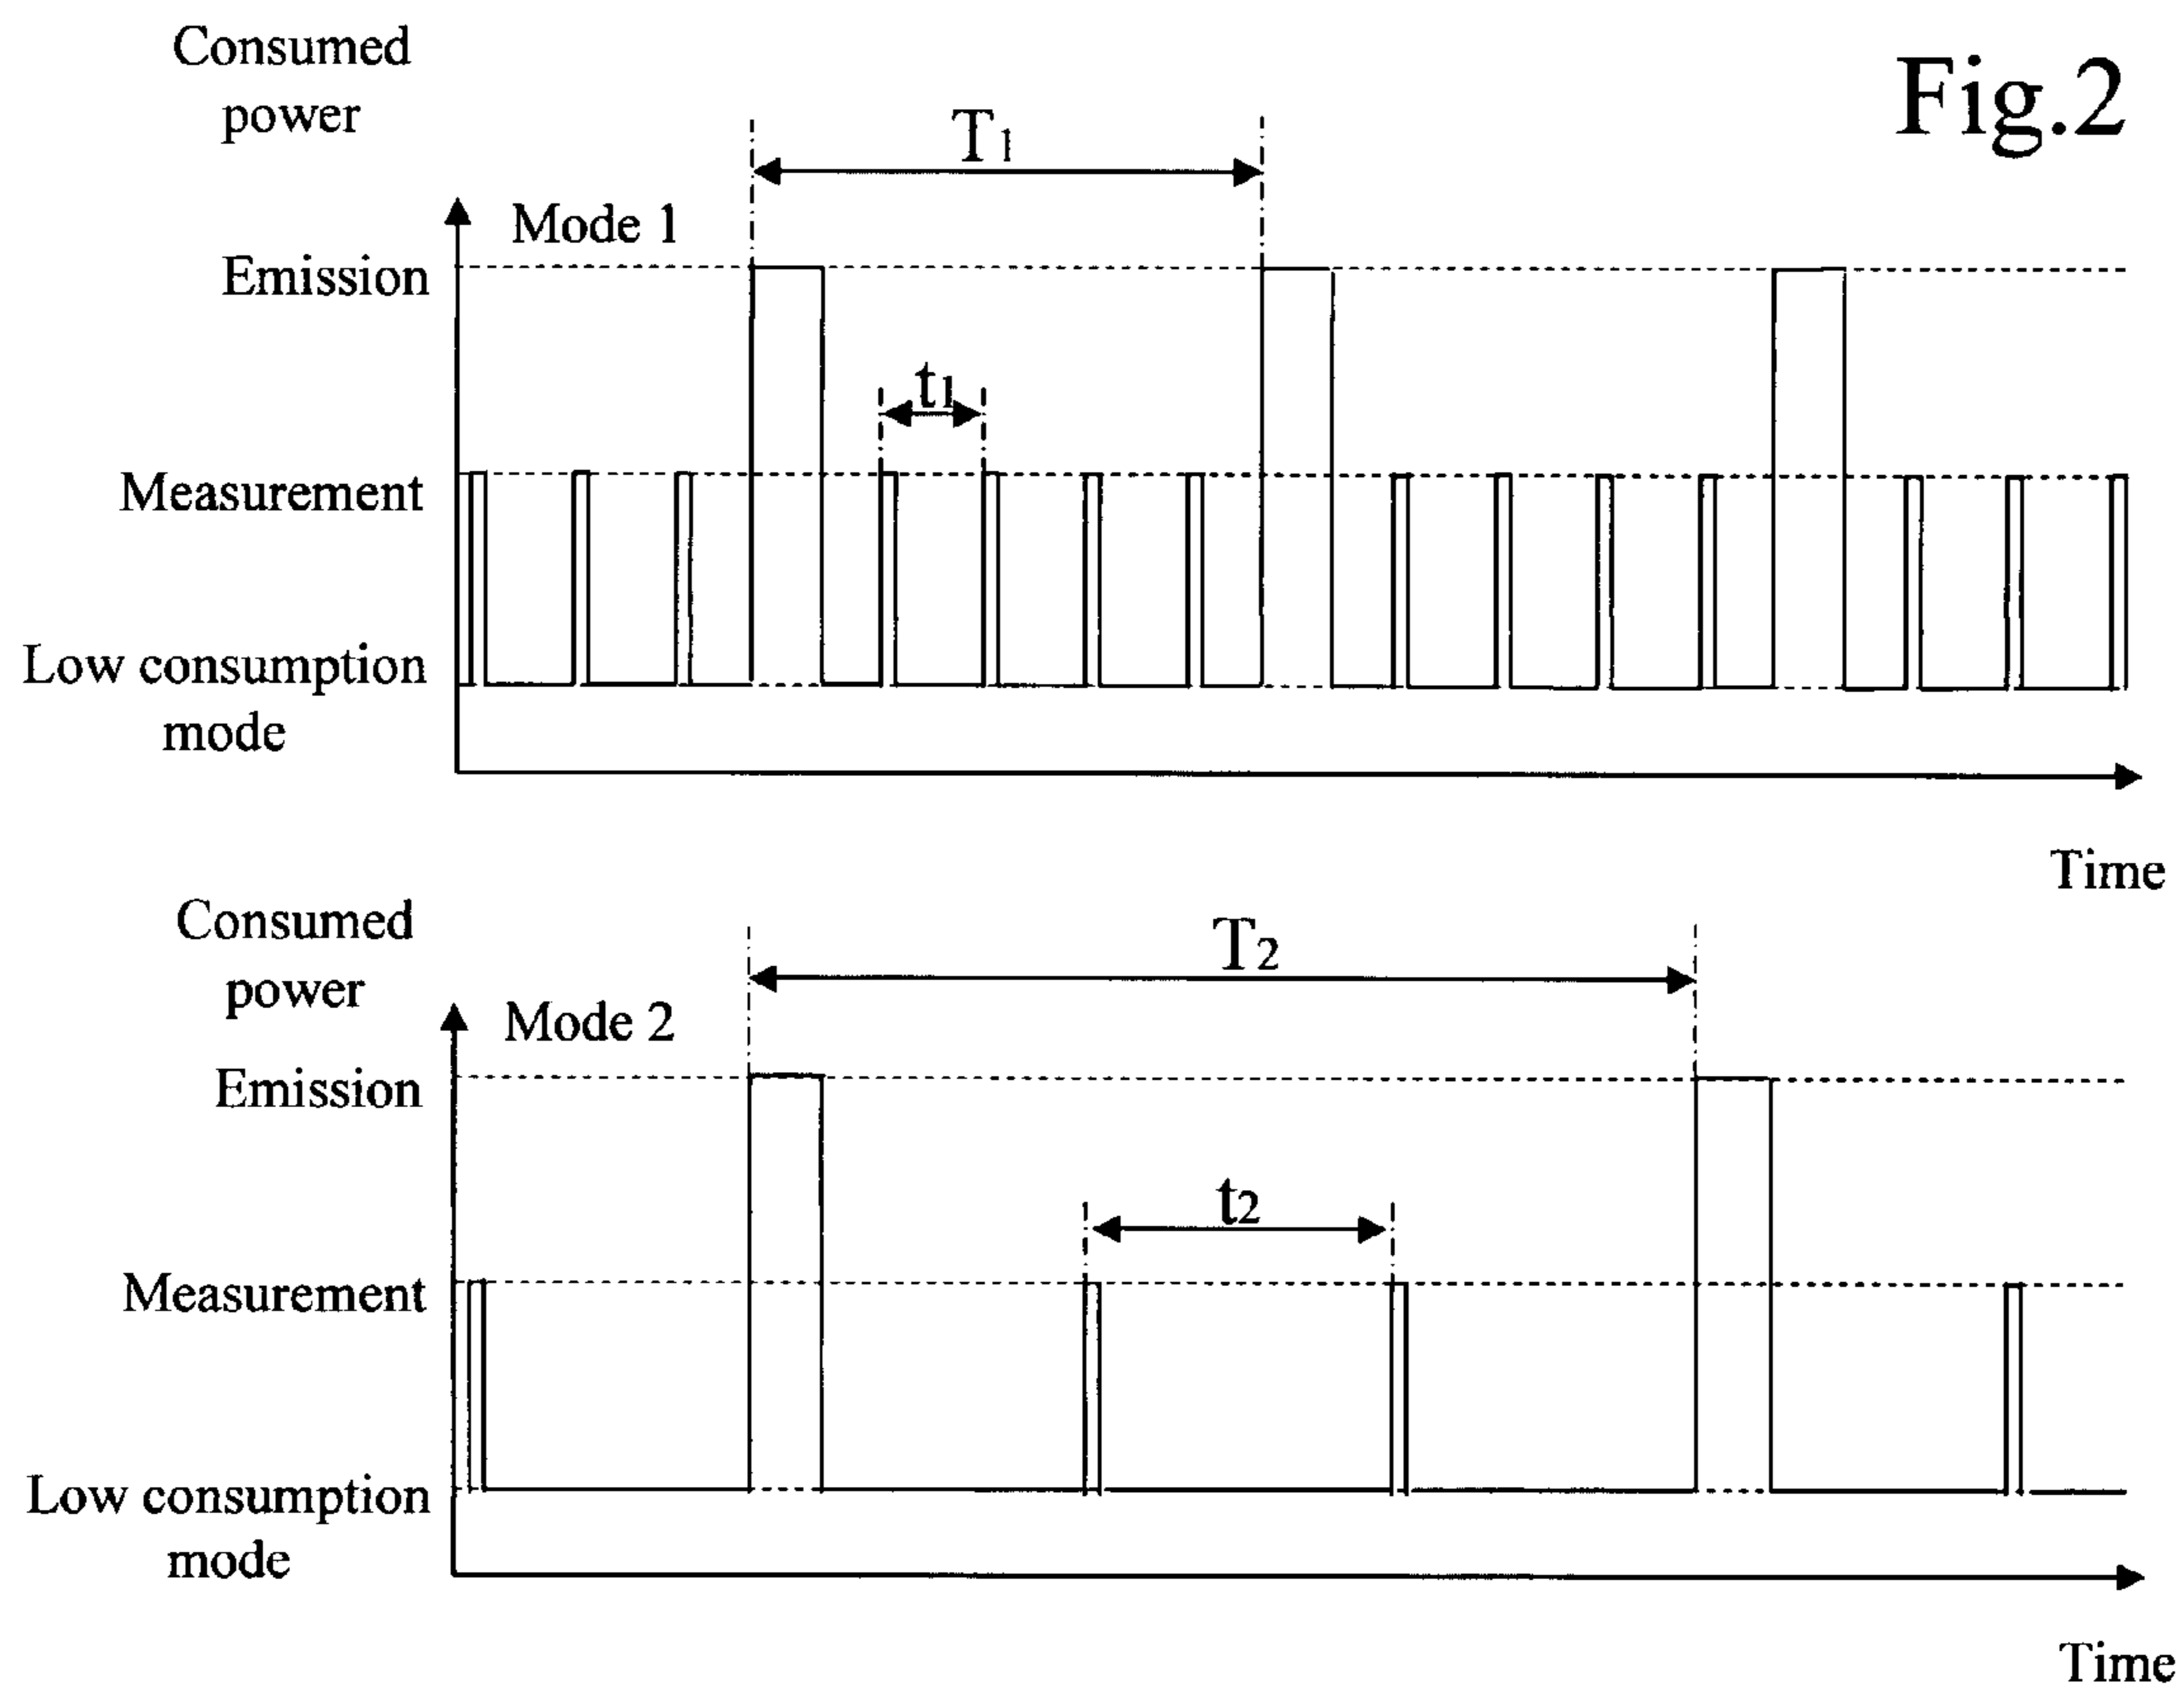 Consumed
power
Fig.2
T1
Mode 1
Emission
t1
Measurement
Low consumption
mode
Time
Consumed
power
T2
Mode 2
Emission
t2
Measurement
Low consumption
mode
Time